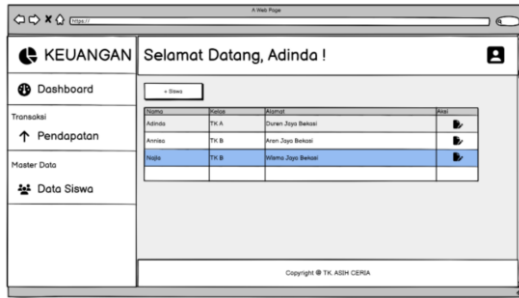 A Web Page
https://
KEUANGAN
Selamat Datang, Adinda !
Dashboard
+ Siswa
Transaksi
Pendapatan
Master Data
Data Siswa
Nama Kelas Alamat Aksi
Adinda TK A Duren Jaya Bekasi
Annisa TK B Aren Jaya Bekasi
Najla TK B Wisma Jaya Bekasi
Copyright @ TK. ASIH CERIA